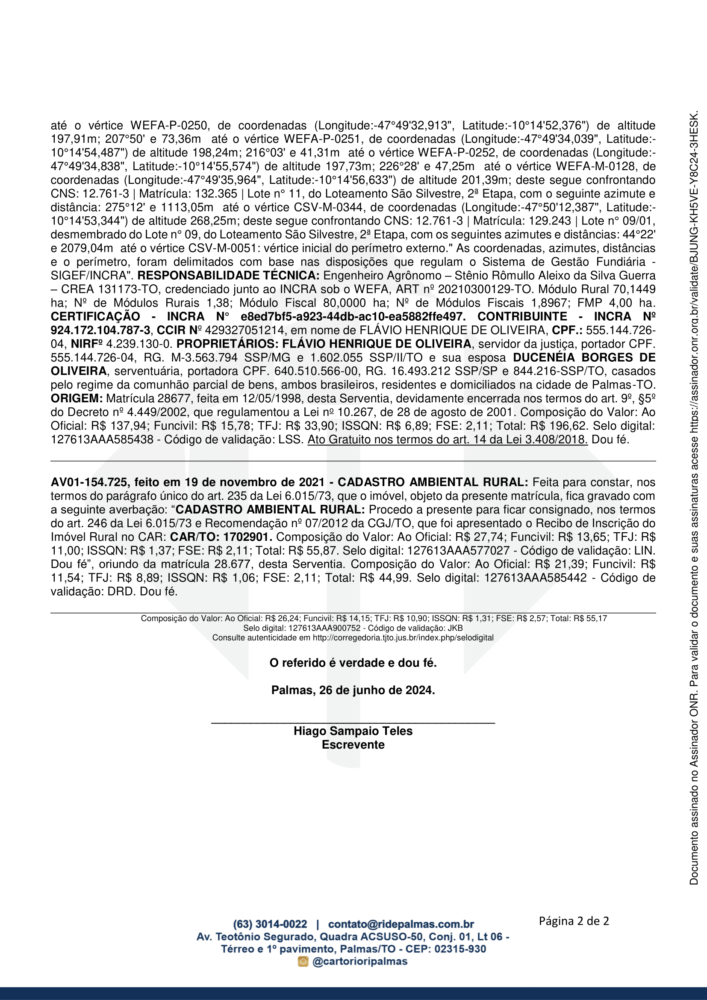 até o vértice WEFA-P-0250, de coordenadas (Longitude:-47°49'32,913", Latitude:-10°14'52,376") de altitude
197,91m; 207°50' e 73,36m até o vértice WEFA-P-0251, de coordenadas (Longitude:-47°49'34,039", Latitude:-
10°14'54,487") de altitude 198,24m; 216°03' e 41,31m até o vértice WEFA-P-0252, de coordenadas (Longitude:-
47°49'34,838", Latitude:-10°14'55,574") de altitude 197,73m; 226°28' e 47,25m até o vértice WEFA-M-0128, de
coordenadas (Longitude:-47°49'35,964", Latitude:-10°14'56,633") de altitude 201,39m; deste segue confrontando
CNS: 12.761-3 | Matrícula: 132.365 | Lote n° 11, do Loteamento São Silvestre, 2ª Etapa, com o seguinte azimute e
distância: 275°12' e 1113,05m até o vértice CSV-M-0344, de coordenadas (Longitude:-47°50'12,387", Latitude:-
10°14'53,344") de altitude 268,25m; deste segue confrontando CNS: 12.761-3 | Matrícula: 129.243 | Lote n° 09/01,
desmembrado do Lote n° 09, do Loteamento São Silvestre, 2ª Etapa, com os seguintes azimutes e distâncias: 44°22'
e 2079,04m até o vértice CSV-M-0051: vértice inicial do perímetro externo." As coordenadas, azimutes, distâncias
e o perímetro, foram delimitados com base nas disposições que regulam o Sistema de Gestão Fundiária -
SIGEF/INCRA". RESPONSABILIDADE TÉCNICA: Engenheiro Agrônomo – Stênio Rômullo Aleixo da Silva Guerra
– CREA 131173-TO, credenciado junto ao INCRA sob o WEFA, ART nº 20210300129-TO. Módulo Rural 70,1449
ha; Nº de Módulos Rurais 1,38; Módulo Fiscal 80,0000 ha; Nº de Módulos Fiscais 1,8967; FMP 4,00 ha.
CERTIFICAÇÃO - INCRA N° e8ed7bf5-a923-44db-ac10-ea5882ffe497. CONTRIBUINTE - INCRA Nº
924.172.104.787-3, CCIR Nº 429327051214, em nome de FLÁVIO HENRIQUE DE OLIVEIRA, CPF.: 555.144.726-
04, NIRFº 4.239.130-0. PROPRIETÁRIOS: FLÁVIO HENRIQUE DE OLIVEIRA, servidor da justiça, portador CPF.
555.144.726-04, RG. M-3.563.794 SSP/MG e 1.602.055 SSP/II/TO e sua esposa DUCENÉIA BORGES DE
OLIVEIRA, serventuária, portadora CPF. 640.510.566-00, RG. 16.493.212 SSP/SP e 844.216-SSP/TO, casados
pelo regime da comunhão parcial de bens, ambos brasileiros, residentes e domiciliados na cidade de Palmas-TO.
ORIGEM: Matrícula 28677, feita em 12/05/1998, desta Serventia, devidamente encerrada nos termos do art. 9º, §5º
do Decreto nº 4.449/2002, que regulamentou a Lei nº 10.267, de 28 de agosto de 2001. Composição do Valor: Ao
Oficial: R$ 137,94; Funcivil: R$ 15,78; TFJ: R$ 33,90; ISSQN: R$ 6,89; FSE: 2,11; Total: R$ 196,62. Selo digital:
127613AAA585438 - Código de validação: LSS. Ato Gratuito nos termos do art. 14 da Lei 3.408/2018. Dou fé.
AV01-154.725, feito em 19 de novembro de 2021 - CADASTRO AMBIENTAL RURAL: Feita para constar, nos
termos do parágrafo único do art. 235 da Lei 6.015/73, que o imóvel, objeto da presente matrícula, fica gravado com
a seguinte averbação: “CADASTRO AMBIENTAL RURAL: Procedo a presente para ficar consignado, nos termos
do art. 246 da Lei 6.015/73 e Recomendação nº 07/2012 da CGJ/TO, que foi apresentado o Recibo de Inscrição do
Imóvel Rural no CAR: CAR/TO: 1702901. Composição do Valor: Ao Oficial: R$ 27,74; Funcivil: R$ 13,65; TFJ: R$
11,00; ISSQN: R$ 1,37; FSE: R$ 2,11; Total: R$ 55,87. Selo digital: 127613AAA577027 - Código de validação: LIN.
Dou fé”, oriundo da matrícula 28.677, desta Serventia. Composição do Valor: Ao Oficial: R$ 21,39; Funcivil: R$
11,54; TFJ: R$ 8,89; ISSQN: R$ 1,06; FSE: 2,11; Total: R$ 44,99. Selo digital: 127613AAA585442 - Código de
validação: DRD. Dou fé.
Composição do Valor: Ao Oficial: R$ 26,24; Funcivil: R$ 14,15; TFJ: R$ 10,90; ISSQN: R$ 1,31; FSE: R$ 2,57; Total: R$ 55,17
Selo digital: 127613AAA900752 - Código de validação: JKB
Consulte autenticidade em http://corregedoria.tjto.jus.br/index.php/selodigital
O referido é verdade e dou fé.
Palmas, 26 de junho de 2024.
Hiago Sampaio Teles
Escrevente
Documento assinado no Assinador ONR. Para validar o documento e suas assinaturas acesse https://assinador.onr.org.br/validate/BJUNG-KH5VE-Y8C24-3HESK.
Página 2 de 2
(63) 3014-0022 | contato@ridepalmas.com.br
Av. Teotônio Segurado, Quadra ACSUSO-50, Conj. 01, Lt 06 -
Térreo e 1º pavimento, Palmas/TO - CEP: 02315-930
@cartorioripalmas